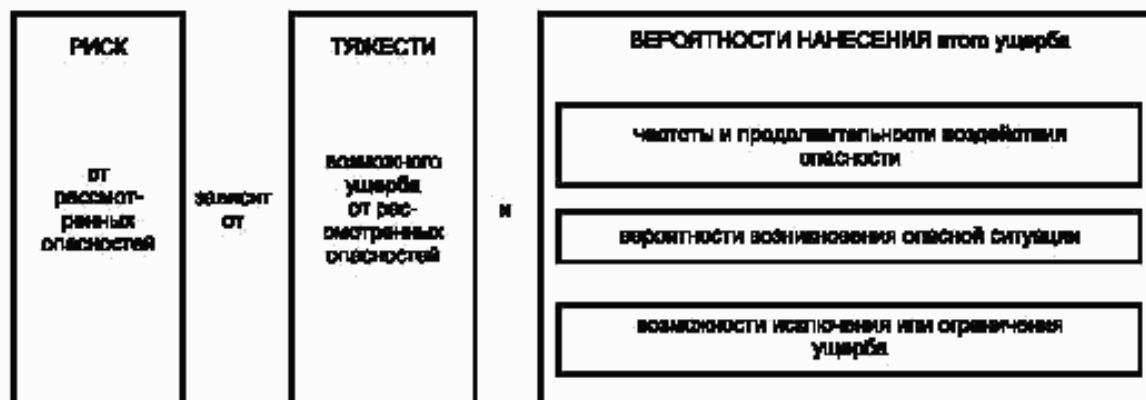 РИСК
от
рассмот-
ренных
опасностей
зависит
от
ТЯЖЕСТИ
возможного
ущерба
от рас-
смотренных
опасностей
и
ВЕРОЯТНОСТИ НАНЕСЕНИЯ этого ущерба
частоты и продолжительности воздействия
опасности
вероятности возникновения опасной ситуации
возможности исключения или ограничения
ущерба